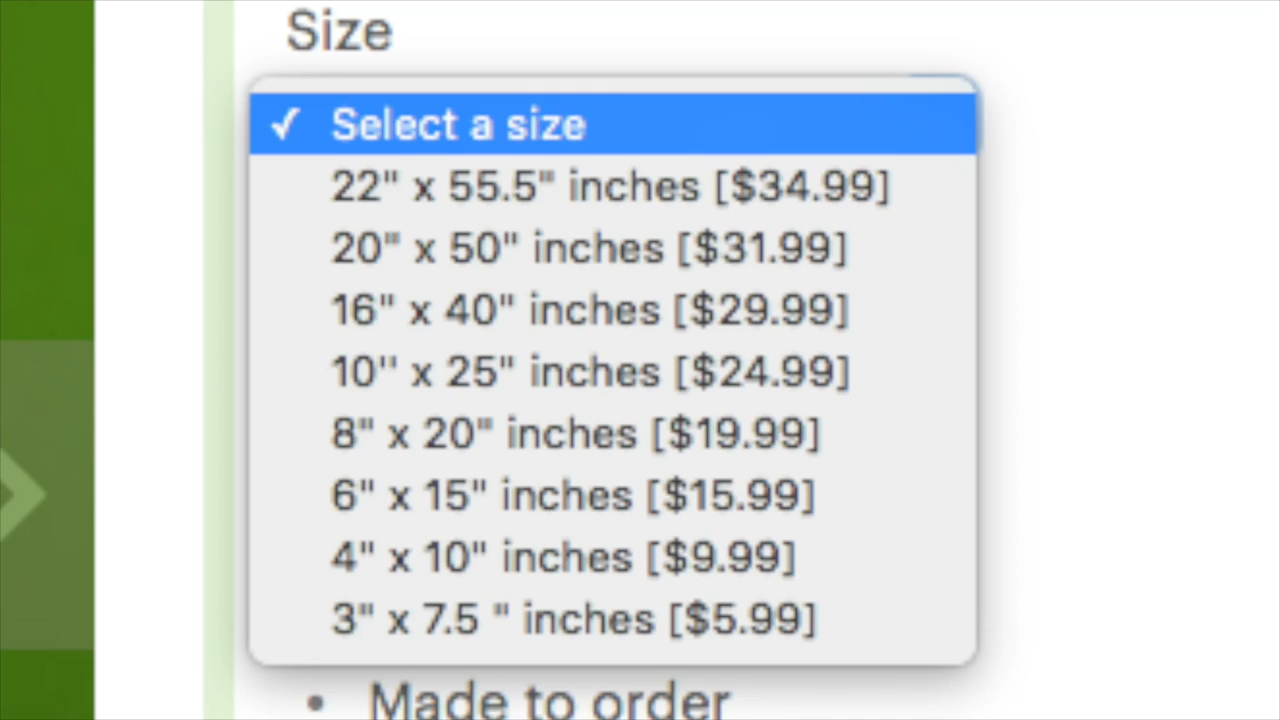 Size
✓ Select a size
22" x 55.5" inches [$34.99]
20" x 50" inches [$31.99]
16" x 40" inches [$29.99]
10'' x 25" inches [$24.99]
8" x 20" inches [$19.99]
6" x 15" inches [$15.99]
4" x 10" inches [$9.99]
3" x 7.5 " inches [$5.99]
• Made to order